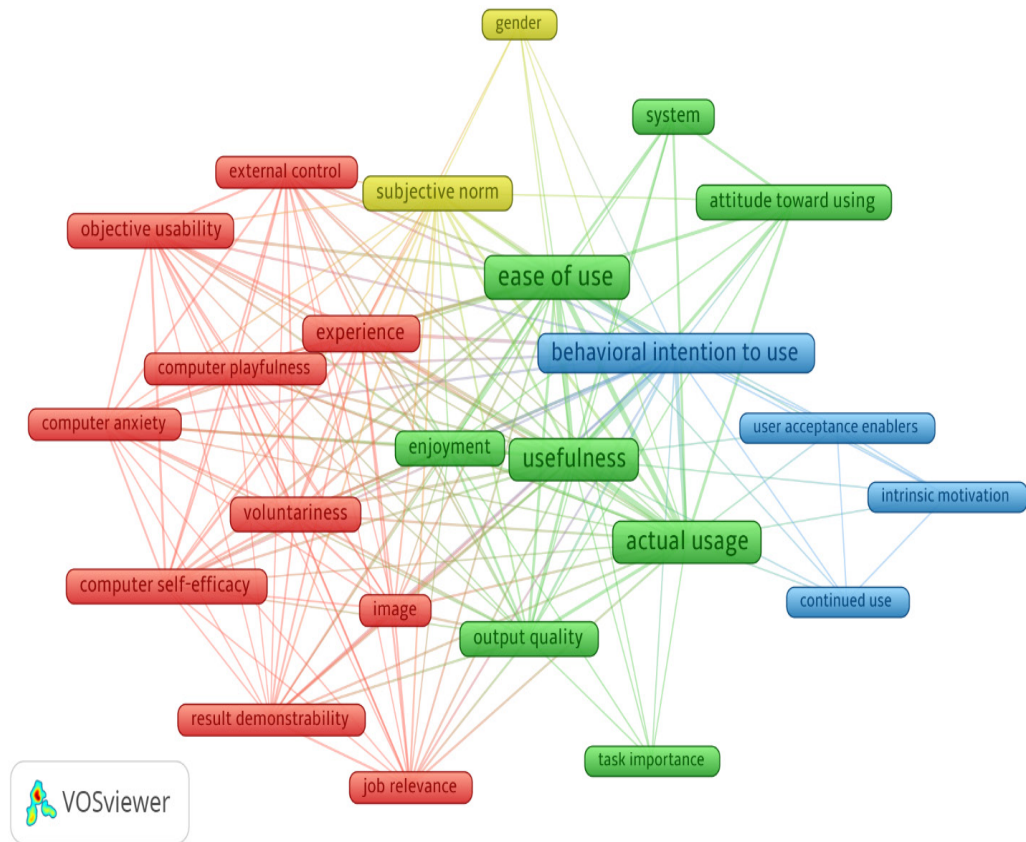 gender
system
external control
subjective norm
attitude toward using
objective usability
ease of use
experience
behavioral intention to use
computer playfulness
computer anxiety
user acceptance enablers
enjoyment
usefulness
intrinsic motivation
voluntariness
actual usage
computer self-efficacy
continued use
image
output quality
result demonstrability
task importance
job relevance
VOSviewer